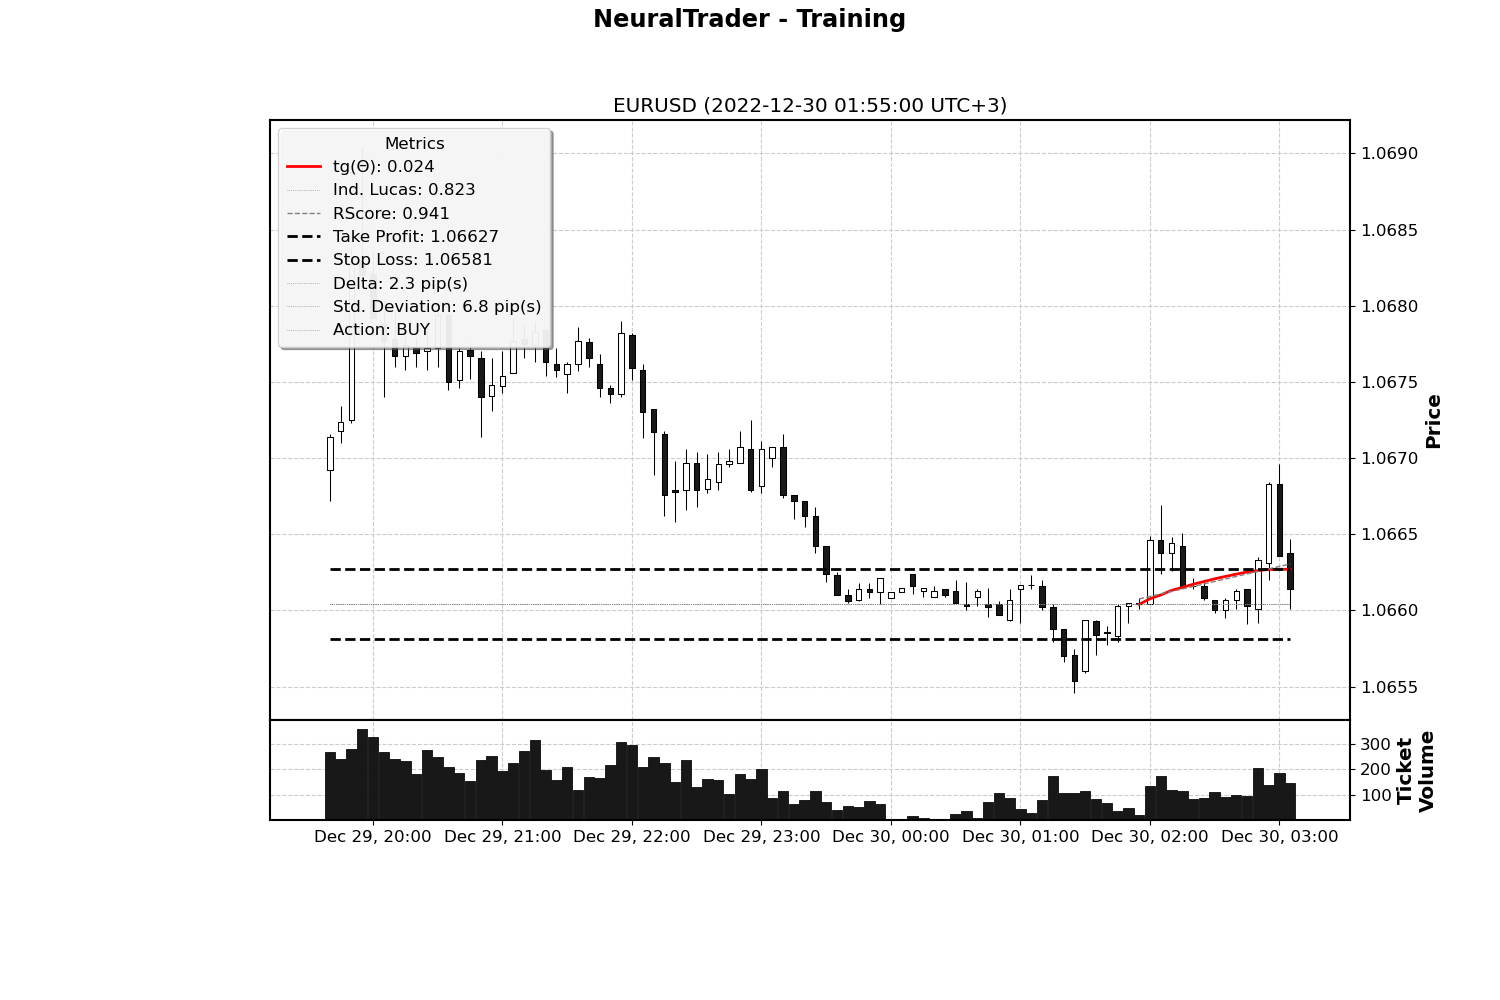 NeuralTrader - Training
EURUSD (2022-12-30 01:55:00 UTC+3)
Metrics
tg(Θ): 0.024
Ind. Lucas: 0.823
RScore: 0.941
Take Profit: 1.06627
Stop Loss: 1.06581
Delta: 2.3 pip(s)
Std. Deviation: 6.8 pip(s)
Action: BUY
1.0690
1.0685
1.0680
1.0675
1.0670
1.0665
1.0660
1.0655
Price
300
200
100
Ticket
Volume
Dec 29, 20:00 Dec 29, 21:00 Dec 29, 22:00 Dec 29, 23:00 Dec 30, 00:00 Dec 30, 01:00 Dec 30, 02:00 Dec 30, 03:00